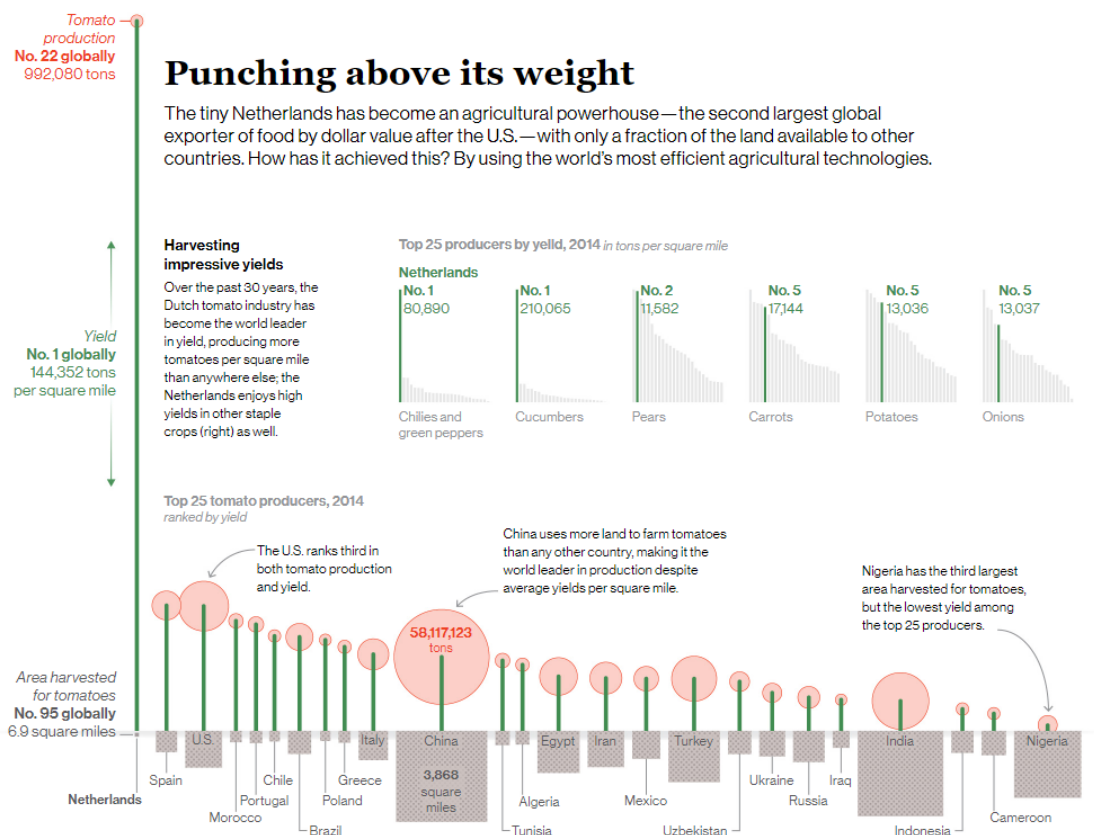 Tomato
production
No. 22 globally
992,080 tons
Punching above its weight
The tiny Netherlands has become an agricultural powerhouse—the second largest global
exporter of food by dollar value after the U.S.—with only a fraction of the land available to other
countries. How has it achieved this? By using the world's most efficient agricultural technologies.
Harvesting
impressive yields
Over the past 30 years, the
Dutch tomato industry has
become the world leader
in yield, producing more
tomatoes per square mile
than anywhere else; the
Netherlands enjoys high
yields in other staple
crops (right) as well.
Top 25 producers by yelld, 2014 in tons per square mile
Netherlands
No. 1
80,890
Chilies and
green peppers
No. 1
210,065
Cucumbers
No. 2
11,582
Pears
No. 5
17,144
Carrots
No. 5
13,036
Potatoes
No. 5
13,037
Onions
Yield
No. 1 globally
144,352 tons
per square mile
Top 25 tomato producers, 2014
ranked by yield
The U.S. ranks third in
both tomato production
and yield.
China uses more land to farm tomatoes
than any other country, making it the
world leader in production despite
average yields per square mile.
Nigeria has the third largest
area harvested for tomatoes,
but the lowest yield among
the top 25 producers.
58,117,123
tons
Area harvested
for tomatoes
No. 95 globally
6.9 square miles
Netherlands
Spain
U.S.
Morocco
Portugal
Chile
Brazil
Poland
Greece
Italy
China
3,868
square
miles
Tunisia
Algeria
Egypt
Iran
Mexico
Turkey
Uzbekistan
Ukraine
Russia
Iraq
India
Indonesia
Cameroon
Nigeria